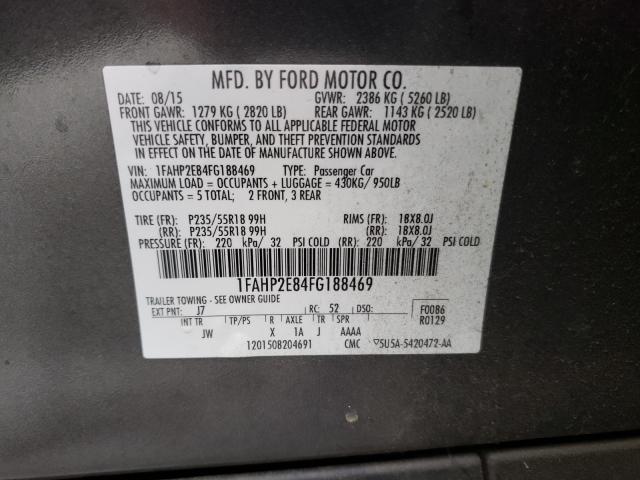 MFD. BY FORD MOTOR CO.
DATE: 08/15 GVWR: 2386 KG ( 5260 LB)
FRONT GAWR: 1279 KG ( 2820 LB) REAR GAWR: 1143 KG ( 2520 LB)
THIS VEHICLE CONFORMS TO ALL APPLICABLE FEDERAL MOTOR
VEHICLE SAFETY, BUMPER, AND THEFT PREVENTION STANDARDS
IN EFFECT ON THE DATE OF MANUFACTURE SHOWN ABOVE.
VIN: 1FAHP2E84FG188469 TYPE: Passenger Car
MAXIMUM LOAD = OCCUPANTS + LUGGAGE = 430KG/ 950LB
OCCUPANTS = 5 TOTAL; 2 FRONT, 3 REAR
TIRE (FR): P235/55R18 99H RIMS (FR): 18X8.0J
(RR): P235/55R18 99H (RR): 18X8.0J
PRESSURE (FR): 220 kPa/ 32 PSI COLD (RR): 220 kPa/ 32 PSI COLD
1FAHP2E84FG188469
TRAILER TOWING - SEE OWNER GUIDE
EXT PNT: J7 RC: 52 DSO: F0086
INT TR TP/PS R AXLE TR SPR R0129
JW X 1A J AAAA
120150B204691 CMC ▽5USA-5420472-AA